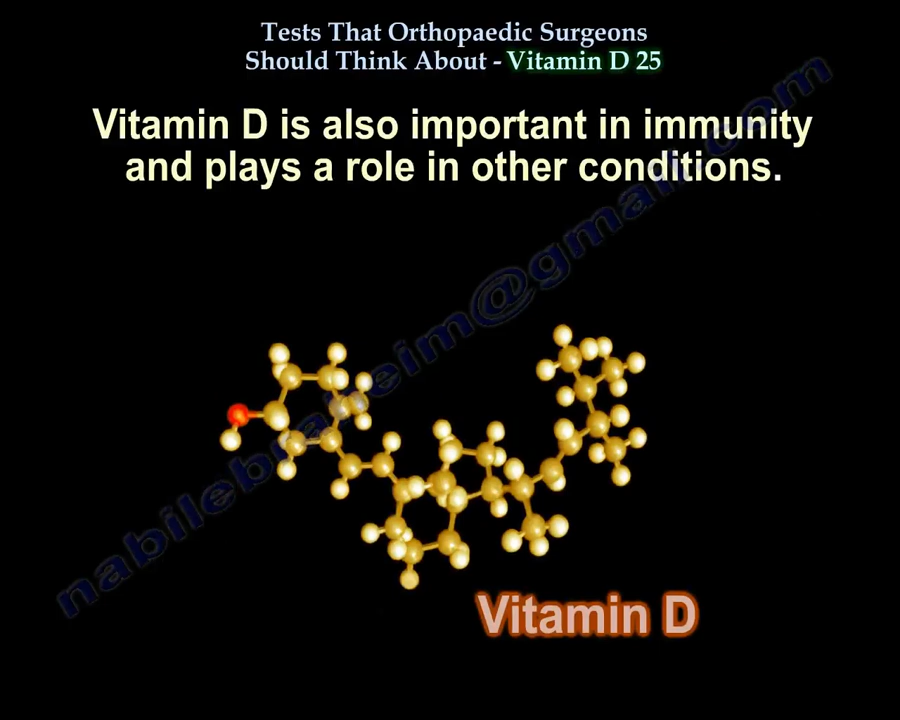 Tests That Orthopaedic Surgeons
Should Think About - Vitamin D 25
Vitamin D is also important in immunity
and plays a role in other conditions.
nabilebraheim@gmail.com
Vitamin D